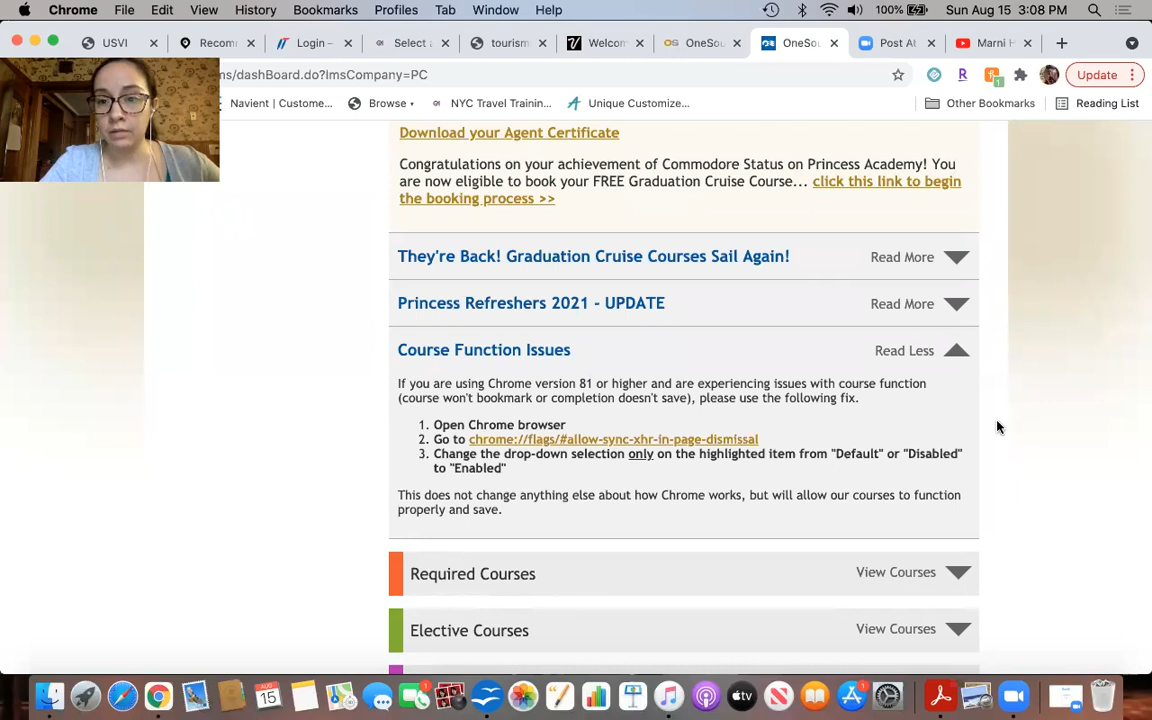 Chrome File Edit View History Bookmarks Profiles Tab Window Help 100% Sun Aug 15 3:08 PM
USVI Recom Login – Select tourism Welcom OneSou OneSou Post At Marni H
ms/dashBoard.do?lmsCompany=PC Update
Navient | Custome... Browse NYC Travel Trainin... Unique Customize... Other Bookmarks Reading List
Download your Agent Certificate
Congratulations on your achievement of Commodore Status on Princess Academy! You
are now eligible to book your FREE Graduation Cruise Course... click this link to begin
the booking process >>
They're Back! Graduation Cruise Courses Sail Again! Read More
Princess Refreshers 2021 - UPDATE Read More
Course Function Issues Read Less
If you are using Chrome version 81 or higher and are experiencing issues with course function
(course won't bookmark or completion doesn't save), please use the following fix.
1. Open Chrome browser
2. Go to chrome://flags/#allow-sync-xhr-in-page-dismissal
3. Change the drop-down selection only on the highlighted item from "Default" or "Disabled"
to "Enabled"
This does not change anything else about how Chrome works, but will allow our courses to function
properly and save.
Required Courses View Courses
Elective Courses View Courses
AUG
15